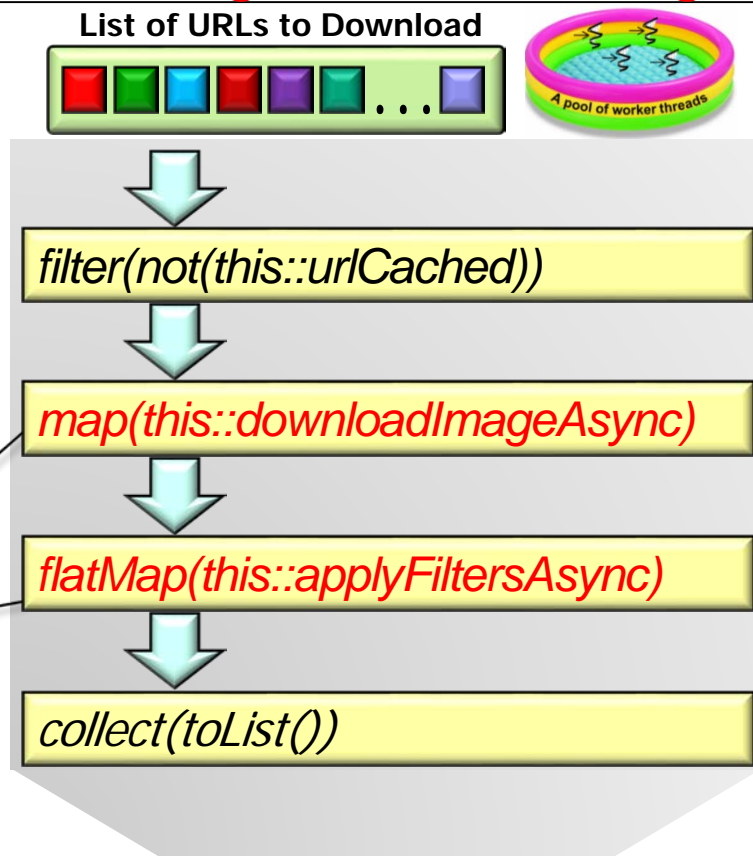 List of URLs to Download
A pool of worker threads
. . .
filter(not(this::urlCached))
map(this::downloadImageAsync)
flatMap(this::applyFiltersAsync)
collect(toList())